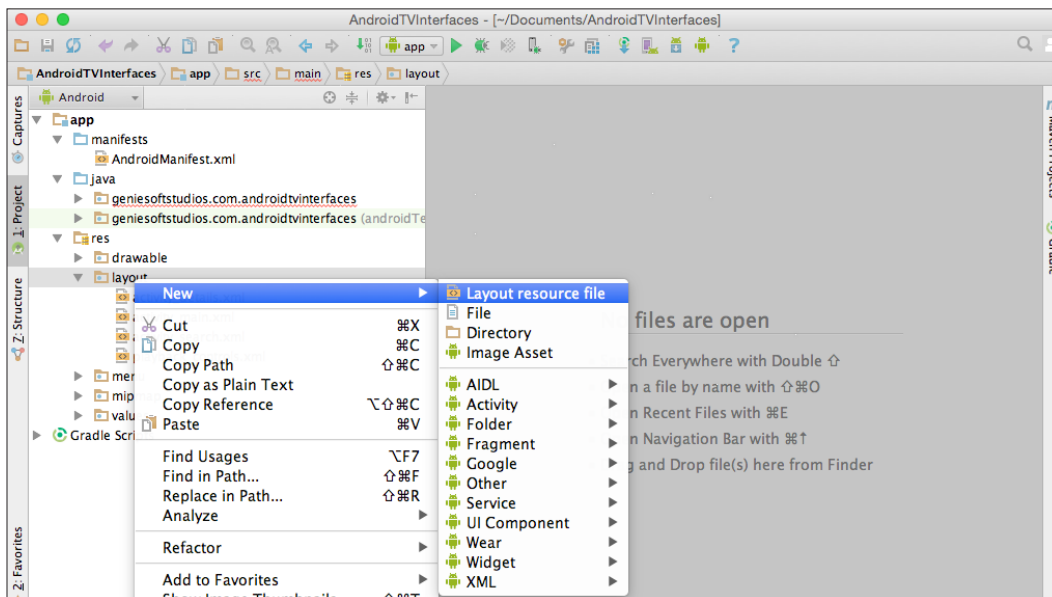 AndroidTVInterfaces - [~/Documents/AndroidTVInterfaces]
app
AndroidTVInterfaces app src main res layout
Captures
1: Project
Z: Structure
2: Favorites
Android
app
manifests
AndroidManifest.xml
java
geniesoftstudios.com.androidtvinterfaces
geniesoftstudios.com.androidtvinterfaces (androidTe
res
drawable
layout
Gradle Scri
New
Cut ⌘X
Copy ⌘C
Copy Path ⇧⌘C
Copy as Plain Text
Copy Reference ⌥⇧⌘C
Paste ⌘V
Find Usages ⌥F7
Find in Path... ⇧⌘F
Replace in Path... ⇧⌘R
Analyze
Refactor
Add to Favorites
Layout resource file
File
Directory
Image Asset
AIDL
Activity
Folder
Fragment
Google
Other
Service
UI Component
Wear
Widget
XML
files are open
Everywhere with Double ⇧
a file by name with ⇧⌘O
Recent Files with ⌘E
Navigation Bar with ⌘↑
and Drop file(s) here from Finder